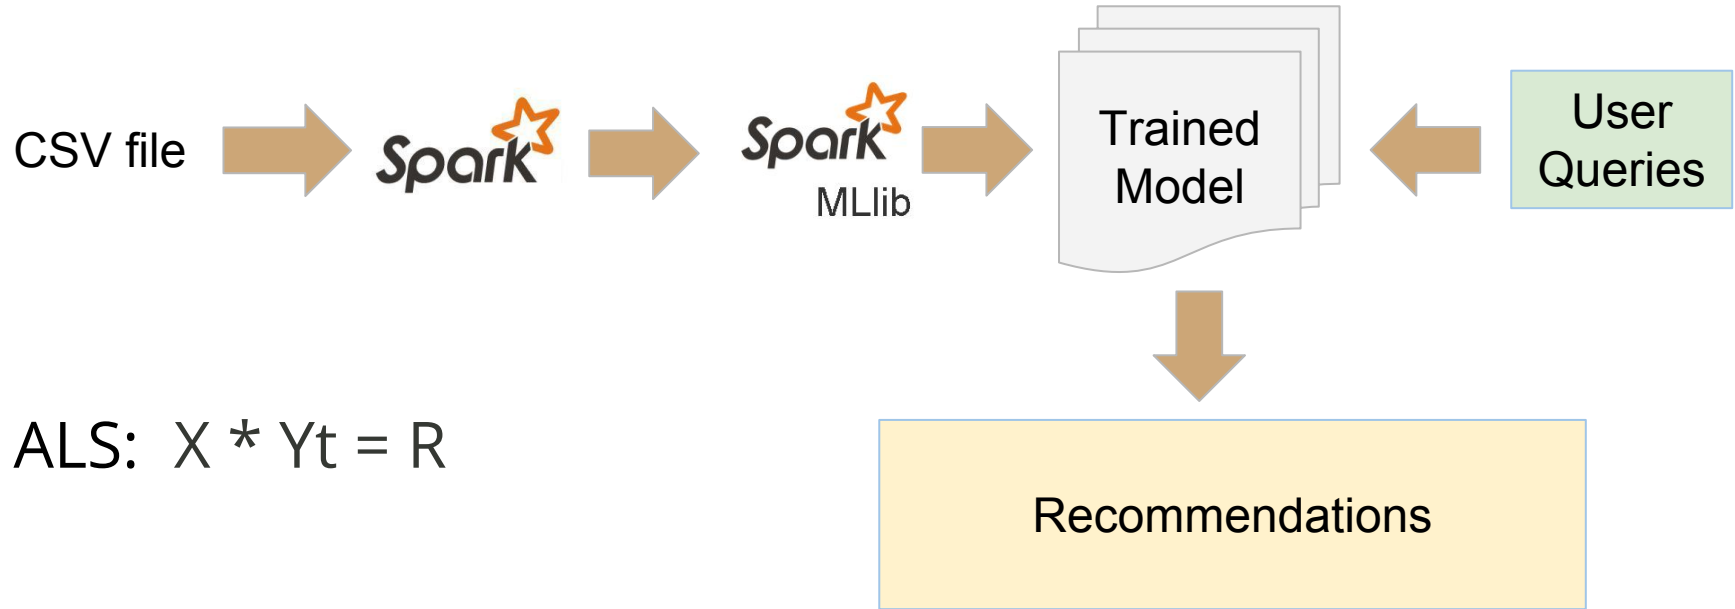 CSV file
Spark
Spark
MLlib
Trained
Model
User
Queries
ALS: X * Yt = R
Recommendations